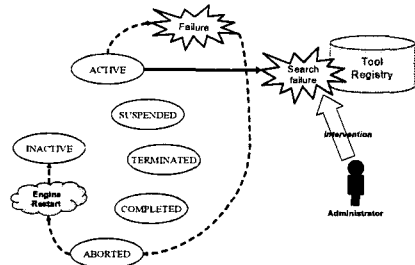 Failure
ACTIVE
Search
failure
Tool
Registry
SUSPENDED
INACTIVE
TERMINATED
Intervention
Engine
Restart
COMPLETED
Administrator
ABORTED